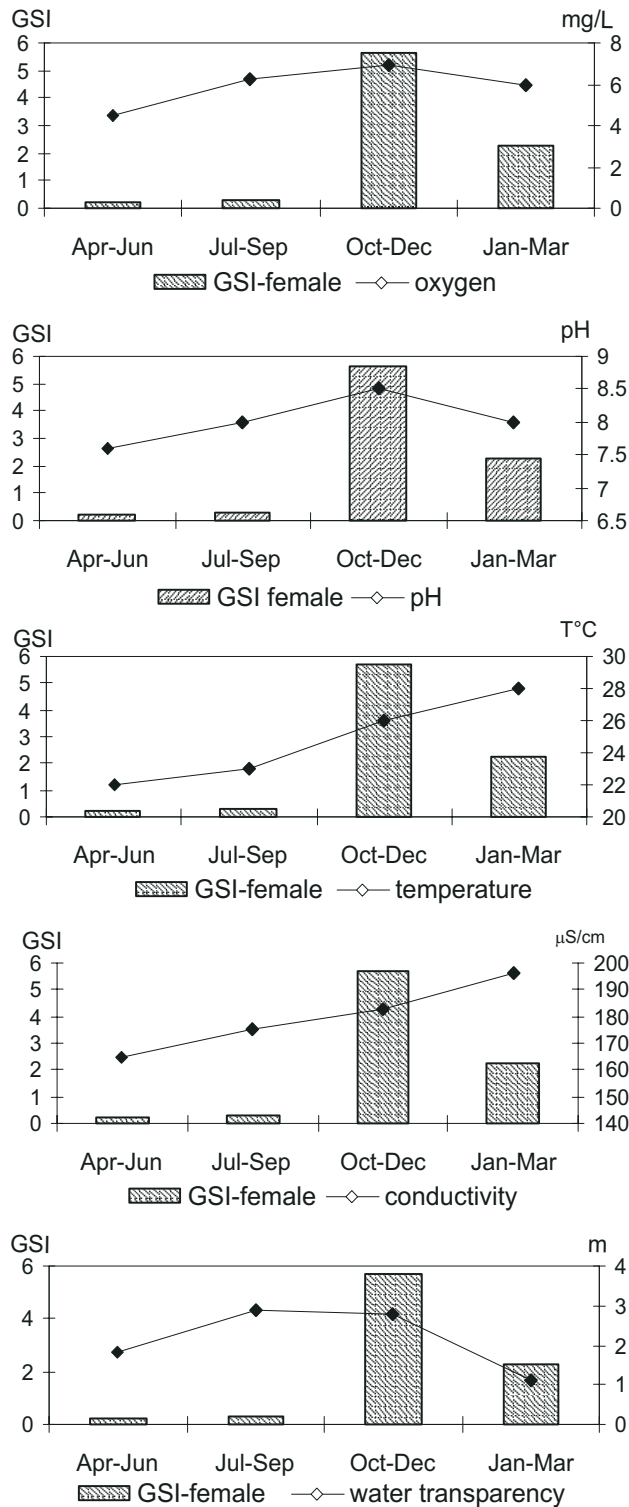 GSI mg/L
6 8
5 6
4
3 4
2
1 2
0 0
Apr-Jun Jul-Sep Oct-Dec Jan-Mar
GSI-female oxygen
GSI pH
6 9
5 8.5
4
8
3
7.5
2
1 7
0 6.5
Apr-Jun Jul-Sep Oct-Dec Jan-Mar
GSI female pH
GSI T°C
6 30
5 28
4 26
3
24
2
1 22
0 20
Apr-Jun Jul-Sep Oct-Dec Jan-Mar
GSI-female temperature
GSI µS/cm
6 200
5 190
4 180
3 170
2 160
1 150
0 140
Apr-Jun Jul-Sep Oct-Dec Jan-Mar
GSI-female conductivity
GSI m
6 4
4 3
2
2
1
0 0
Apr-Jun Jul-Sep Oct-Dec Jan-Mar
GSI-female water transparency